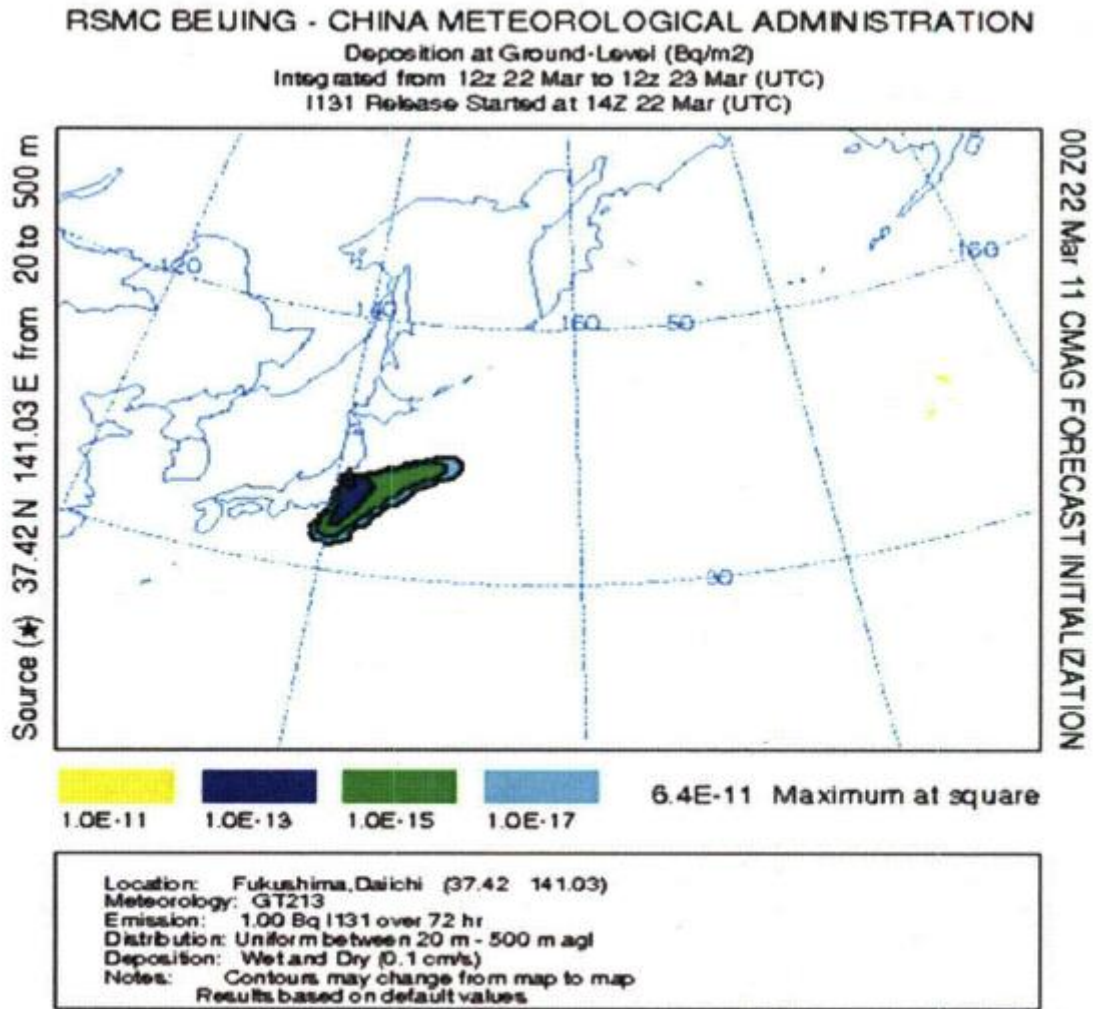 RSMC BEIJING - CHINA METEOROLOGICAL ADMINISTRATION
Deposition at Ground-Level (Bq/m2)
Integrated from 12z 22 Mar to 12z 23 Mar (UTC)
I131 Release Started at 14Z 22 Mar (UTC)
Source (★) 37.42 N 141.03 E from 20 to 500 m
00Z 22 Mar 11 CMAG FORECAST INITIALIZATION
120
160
140
160
50
30
1.0E-11 1.0E-13 1.0E-15 1.0E-17
6.4E-11 Maximum at square
Location: Fukushima,Daiichi (37.42 141.03)
Meteorology: GT213
Emission: 1.00 Bq I131 over 72 hr
Distribution: Uniform between 20 m - 500 m agl
Deposition: Wet and Dry (0.1 cm/s)
Notes: Contours may change from map to map
Results based on default values